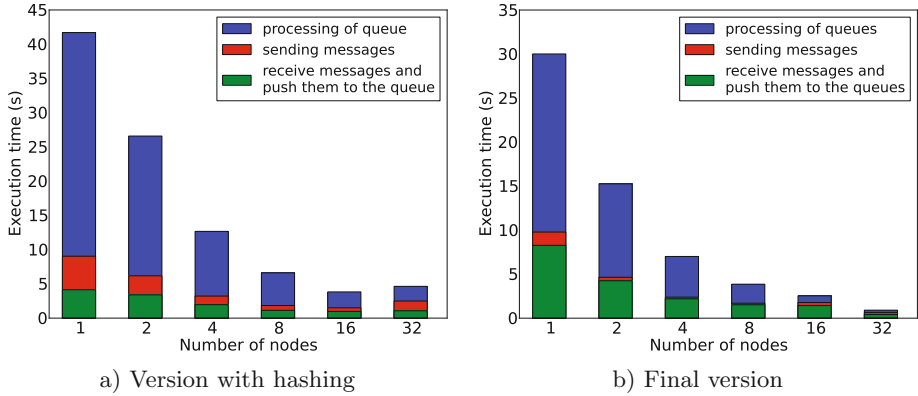 45
40
35
30
25
20
15
10
5
0
Execution time (s)
processing of queue
sending messages
receive messages and
push them to the queue
1 2 4 8 16 32
Number of nodes
a) Version with hashing
35
30
25
20
15
10
5
0
Execution time (s)
processing of queues
sending messages
receive messages and
push them to the queues
1 2 4 8 16 32
Number of nodes
b) Final version